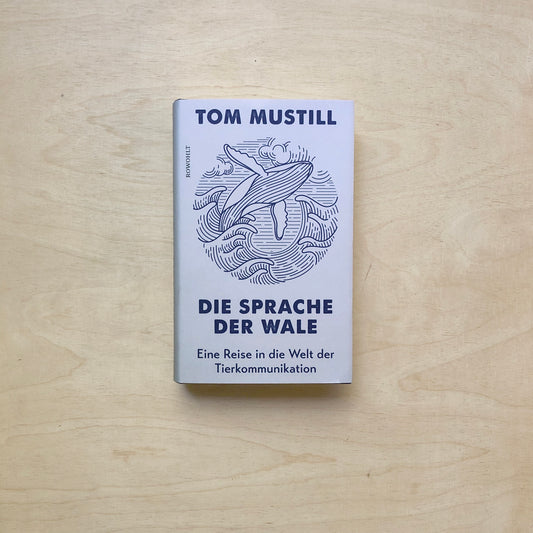 TOM MUSTILL
ROWOHLT
DIE SPRACHE
DER WALE
Eine Reise in die Welt der
Tierkommunikation